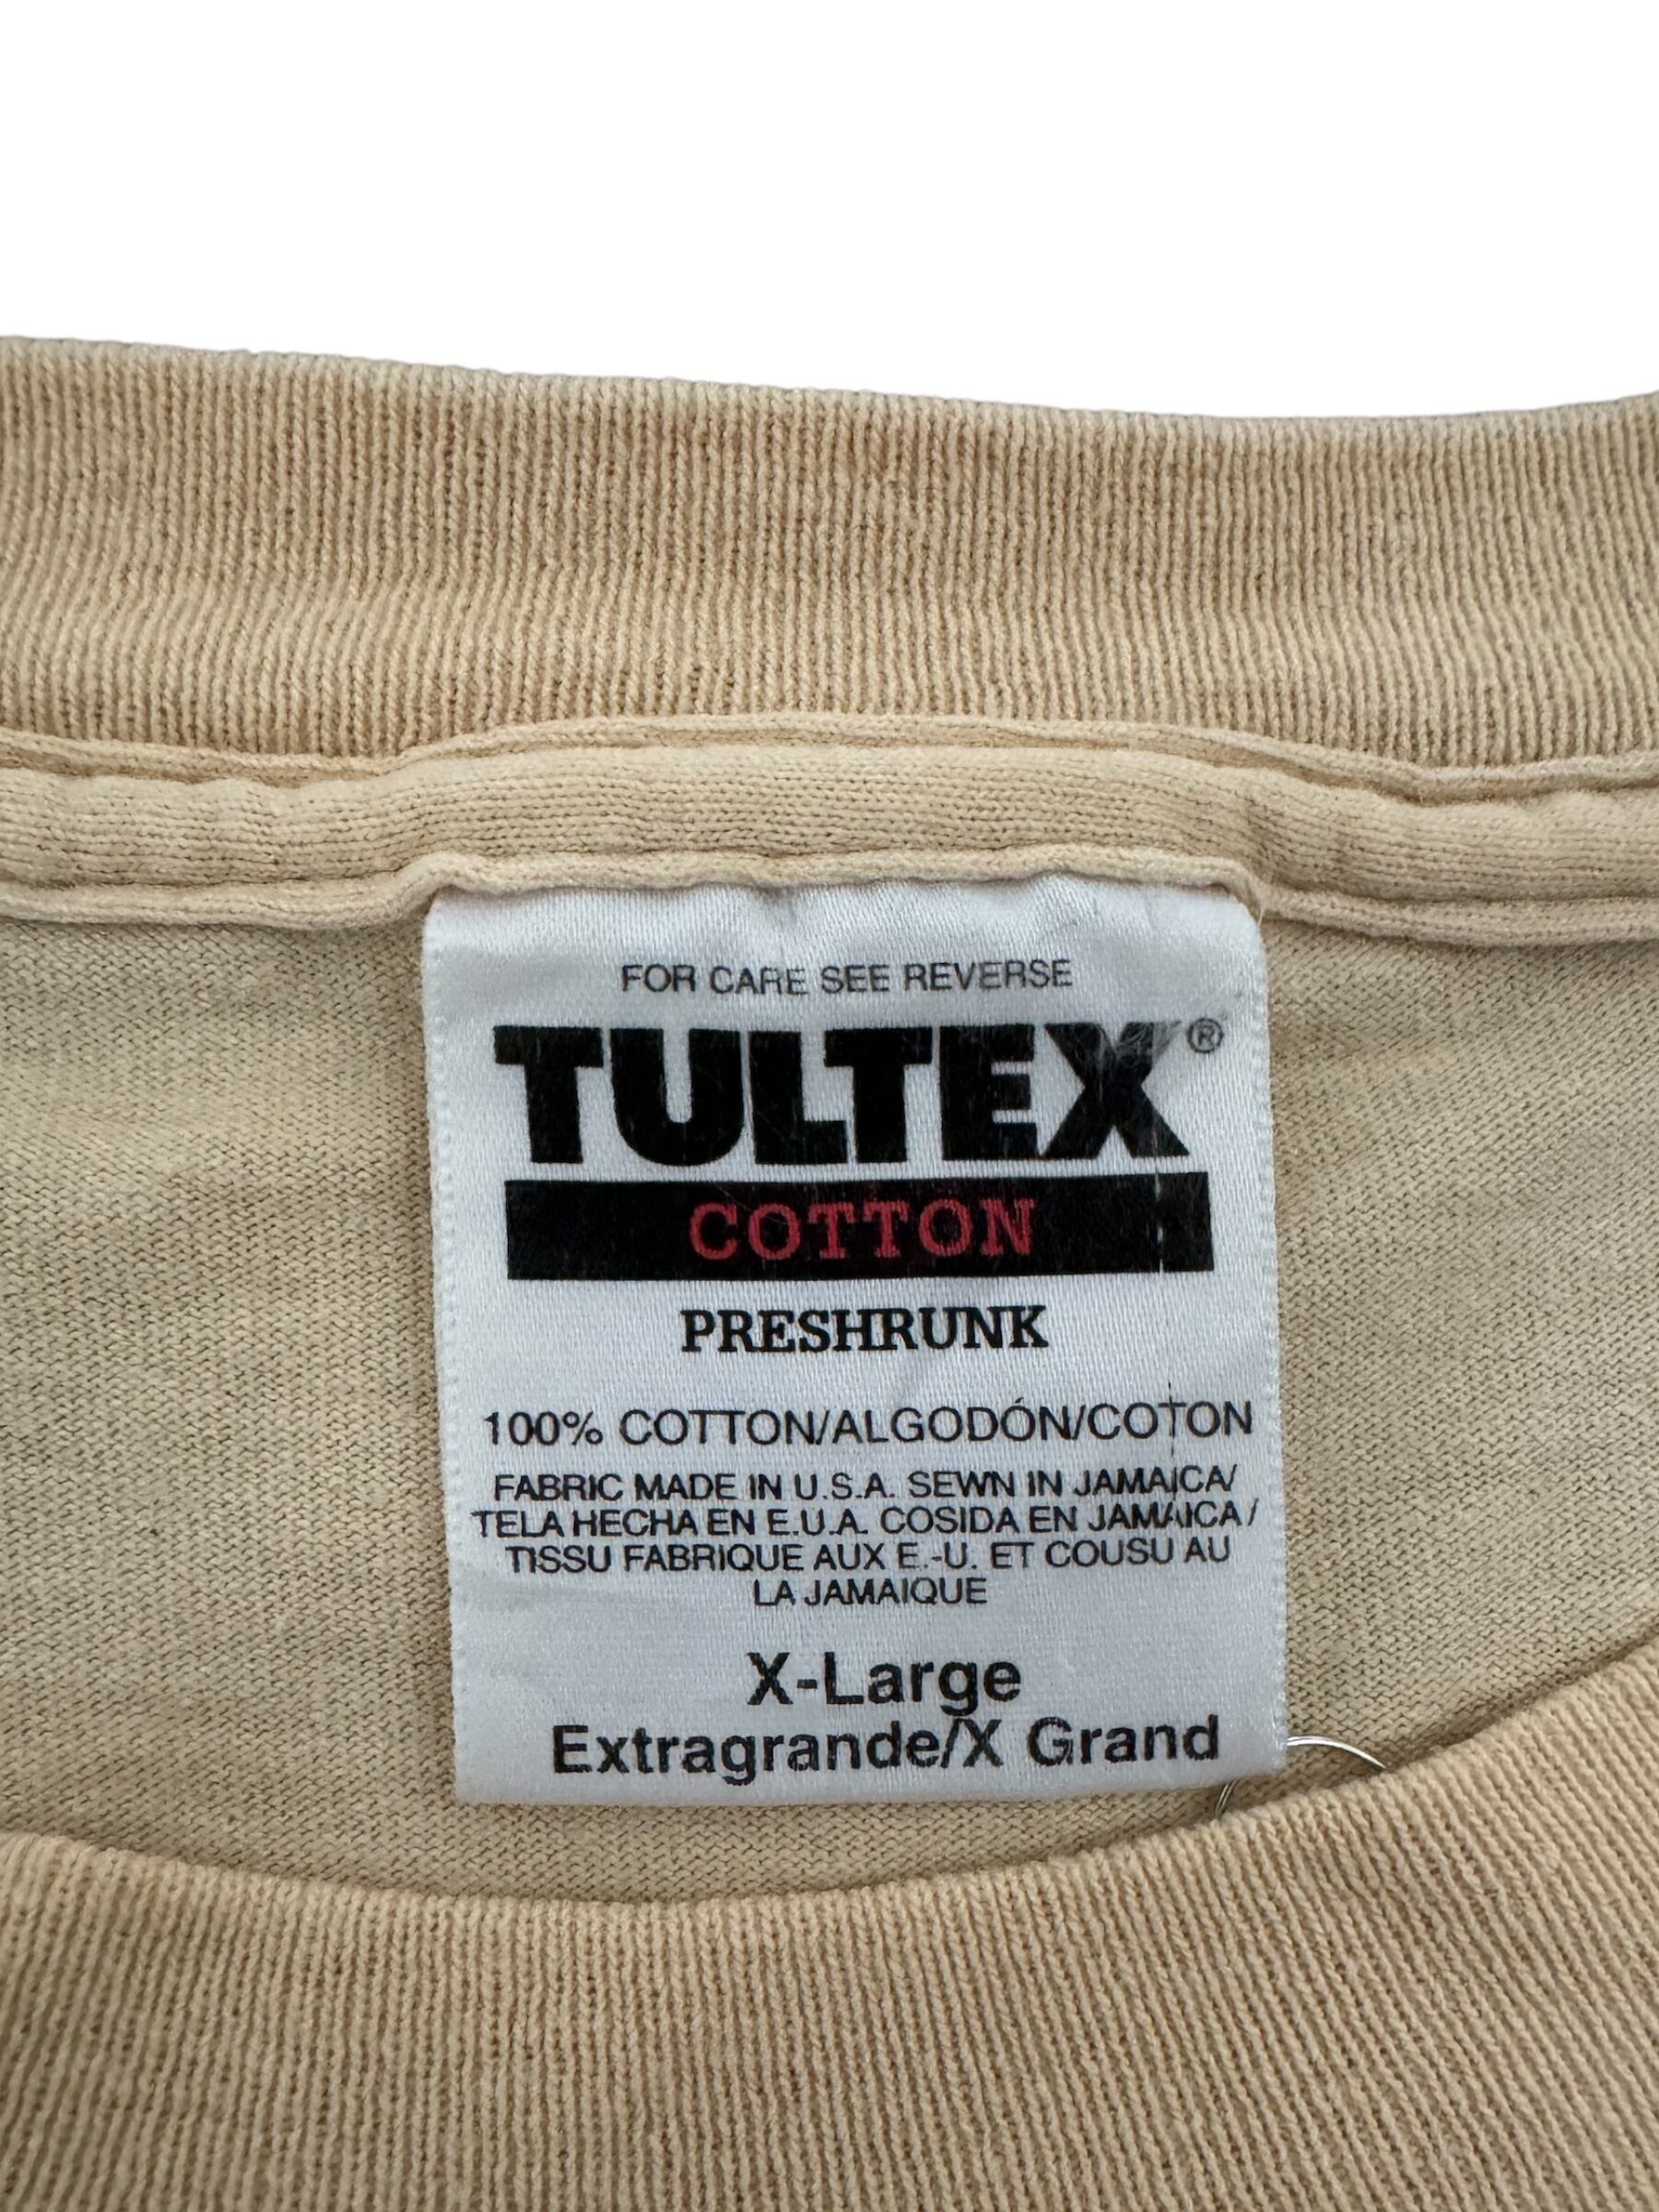 FOR CARE SEE REVERSE
TULTEX®
COTTON
PRESHRUNK
100% COTTON/ALGODÓN/COTON
FABRIC MADE IN U.S.A. SEWN IN JAMAICA/
TELA HECHA EN E.U.A. COSIDA EN JAMAICA/
TISSU FABRIQUE AUX E.-U. ET COUSU AU
LA JAMAIQUE
X-Large
Extragrande/X Grand